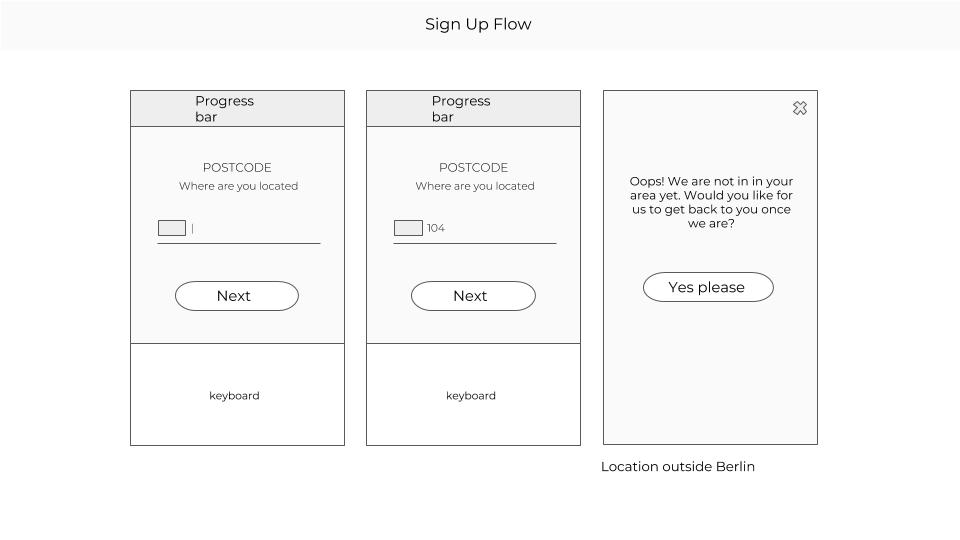 Sign Up Flow
Progress
bar
POSTCODE
Where are you located
|
Next
keyboard
Progress
bar
POSTCODE
Where are you located
104
Next
keyboard
Oops! We are not in in your
area yet. Would you like for
us to get back to you once
we are?
Yes please
Location outside Berlin